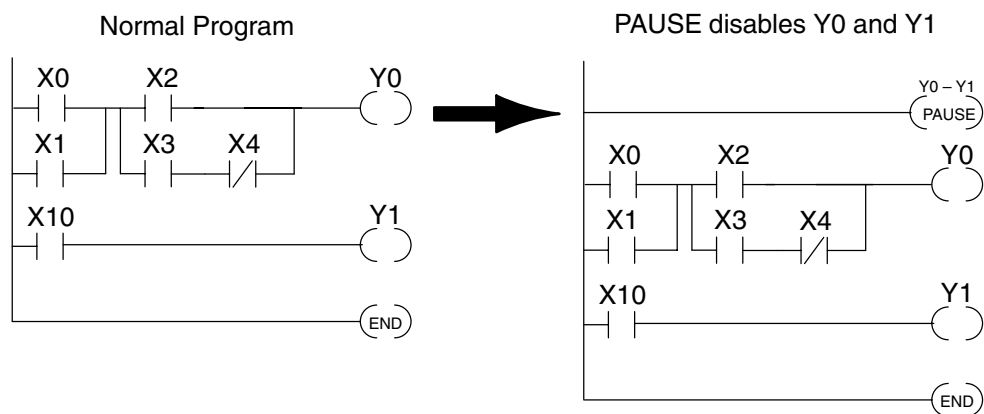 Normal Program
X0 X2 Y0
X1 X3 X4
X10 Y1
END
PAUSE disables Y0 and Y1
Y0 – Y1
PAUSE
X0 X2 Y0
X1 X3 X4
X10 Y1
END